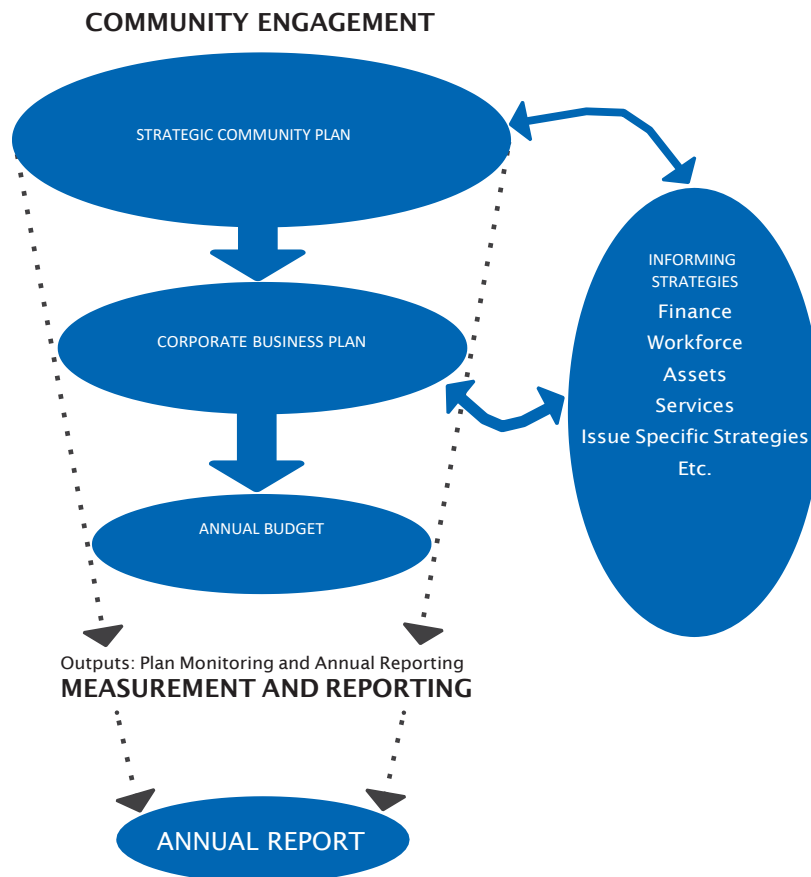 COMMUNITY ENGAGEMENT
STRATEGIC COMMUNITY PLAN
INFORMING
STRATEGIES
Finance
Workforce
Assets
Services
Issue Specific Strategies
Etc.
CORPORATE BUSINESS PLAN
ANNUAL BUDGET
Outputs: Plan Monitoring and Annual Reporting
MEASUREMENT AND REPORTING
ANNUAL REPORT